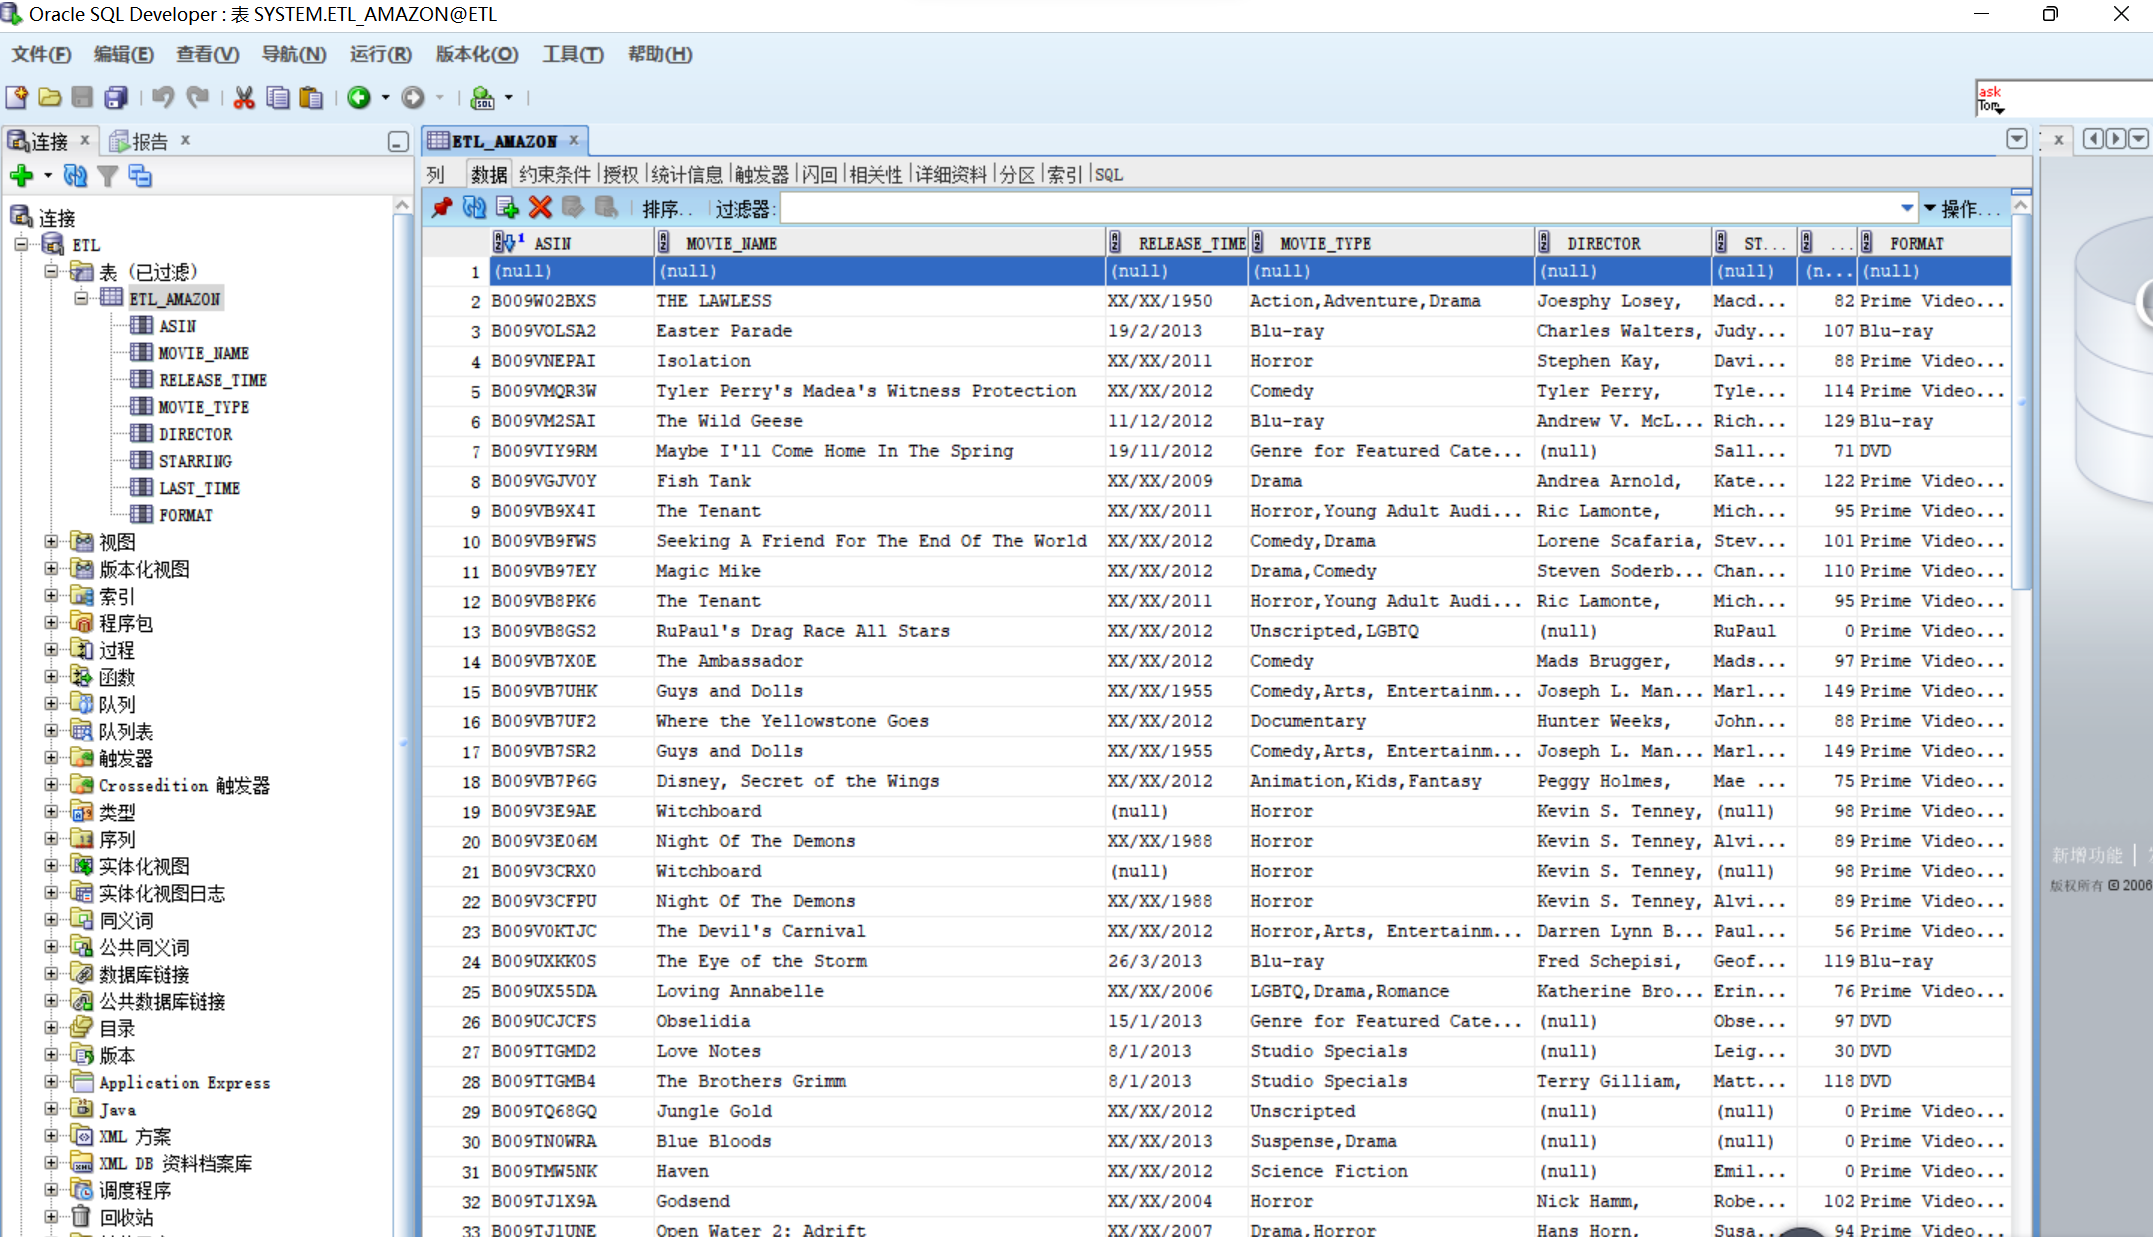 Oracle SQL Developer : 表 SYSTEM.ETL_AMAZON@ETL
文件(F) 编辑(E) 查看(V) 导航(N) 运行(R) 版本化(O) 工具(T) 帮助(H)
ask
Tom
连接 报告
ETL_AMAZON
列 数据 约束条件 授权 统计信息 触发器 闪回 相关性 详细资料 分区 索引 SQL
排序.. 过滤器: 操作...
连接
ETL
表 (已过滤)
ETL_AMAZON
ASIN
MOVIE_NAME
RELEASE_TIME
MOVIE_TYPE
DIRECTOR
STARRING
LAST_TIME
FORMAT
视图
版本化视图
索引
程序包
过程
函数
队列
队列表
触发器
Crossedition 触发器
类型
序列
实体化视图
实体化视图日志
同义词
公共同义词
数据库链接
公共数据库链接
目录
版本
Application Express
Java
XML 方案
XML DB 资料档案库
调度程序
回收站
ASIN MOVIE_NAME RELEASE_TIME MOVIE_TYPE DIRECTOR ST... ... FORMAT
1 (null) (null) (null) (null) (null) (null) (n... (null)
2 B009W02BXS THE LAWLESS XX/XX/1950 Action,Adventure,Drama Joesphy Losey, Macd... 82 Prime Video...
3 B009VOLSA2 Easter Parade 19/2/2013 Blu-ray Charles Walters, Judy... 107 Blu-ray
4 B009VNEPAI Isolation XX/XX/2011 Horror Stephen Kay, Davi... 88 Prime Video...
5 B009VMQR3W Tyler Perry's Madea's Witness Protection XX/XX/2012 Comedy Tyler Perry, Tyle... 114 Prime Video...
6 B009VM2SAI The Wild Geese 11/12/2012 Blu-ray Andrew V. McL... Rich... 129 Blu-ray
7 B009VIY9RM Maybe I'll Come Home In The Spring 19/11/2012 Genre for Featured Cate... (null) Sall... 71 DVD
8 B009VGJV0Y Fish Tank XX/XX/2009 Drama Andrea Arnold, Kate... 122 Prime Video...
9 B009VB9X4I The Tenant XX/XX/2011 Horror,Young Adult Audi... Ric Lamonte, Mich... 95 Prime Video...
10 B009VB9FWS Seeking A Friend For The End Of The World XX/XX/2012 Comedy,Drama Lorene Scafaria, Stev... 101 Prime Video...
11 B009VB97EY Magic Mike XX/XX/2012 Drama,Comedy Steven Soderb... Chan... 110 Prime Video...
12 B009VB8PK6 The Tenant XX/XX/2011 Horror,Young Adult Audi... Ric Lamonte, Mich... 95 Prime Video...
13 B009VB8GS2 RuPaul's Drag Race All Stars XX/XX/2012 Unscripted,LGBTQ (null) RuPaul 0 Prime Video...
14 B009VB7X0E The Ambassador XX/XX/2012 Comedy Mads Brugger, Mads... 97 Prime Video...
15 B009VB7UHK Guys and Dolls XX/XX/1955 Comedy,Arts, Entertainm... Joseph L. Man... Marl... 149 Prime Video...
16 B009VB7UF2 Where the Yellowstone Goes XX/XX/2012 Documentary Hunter Weeks, John... 88 Prime Video...
17 B009VB7SR2 Guys and Dolls XX/XX/1955 Comedy,Arts, Entertainm... Joseph L. Man... Marl... 149 Prime Video...
18 B009VB7P6G Disney, Secret of the Wings XX/XX/2012 Animation,Kids,Fantasy Peggy Holmes, Mae ... 75 Prime Video...
19 B009V3E9AE Witchboard (null) Horror Kevin S. Tenney, (null) 98 Prime Video...
20 B009V3E06M Night Of The Demons XX/XX/1988 Horror Kevin S. Tenney, Alvi... 89 Prime Video...
21 B009V3CRX0 Witchboard (null) Horror Kevin S. Tenney, (null) 98 Prime Video...
22 B009V3CFPU Night Of The Demons XX/XX/1988 Horror Kevin S. Tenney, Alvi... 89 Prime Video...
23 B009V0KTJC The Devil's Carnival XX/XX/2012 Horror,Arts, Entertainm... Darren Lynn B... Paul... 56 Prime Video...
24 B009UXKK0S The Eye of the Storm 26/3/2013 Blu-ray Fred Schepisi, Geof... 119 Blu-ray
25 B009UX55DA Loving Annabelle XX/XX/2006 LGBTQ,Drama,Romance Katherine Bro... Erin... 76 Prime Video...
26 B009UCJCFS Obselidia 15/1/2013 Genre for Featured Cate... (null) Obse... 97 DVD
27 B009TTGMD2 Love Notes 8/1/2013 Studio Specials (null) Leig... 30 DVD
28 B009TTGMB4 The Brothers Grimm 8/1/2013 Studio Specials Terry Gilliam, Matt... 118 DVD
29 B009TQ68GQ Jungle Gold XX/XX/2012 Unscripted (null) (null) 0 Prime Video...
30 B009TN0WRA Blue Bloods XX/XX/2013 Suspense,Drama (null) (null) 0 Prime Video...
31 B009TMW5NK Haven XX/XX/2012 Science Fiction (null) Emil... 0 Prime Video...
32 B009TJ1X9A Godsend XX/XX/2004 Horror Nick Hamm, Robe... 102 Prime Video...
33 B009TJ1UNE Open Water 2: Adrift XX/XX/2007 Drama,Horror Hans Horn, Susa... 94 Prime Video...
新增功能
版权所有 © 2006